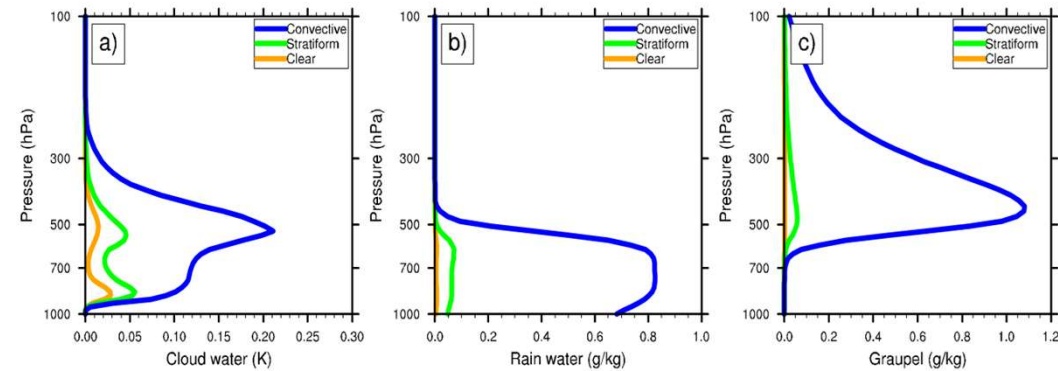 a)
Convective
Stratiform
Clear
100
300
500
700
1000
Pressure (hPa)
0.00 0.05 0.10 0.15 0.20 0.25 0.30
Cloud water (K)
b)
Convective
Stratiform
Clear
100
300
500
700
1000
Pressure (hPa)
0.0 0.2 0.4 0.6 0.8 1.0
Rain water (g/kg)
c)
Convective
Stratiform
Clear
100
300
500
700
1000
Pressure (hPa)
0.0 0.2 0.4 0.6 0.8 1.0 1.2
Graupel (g/kg)